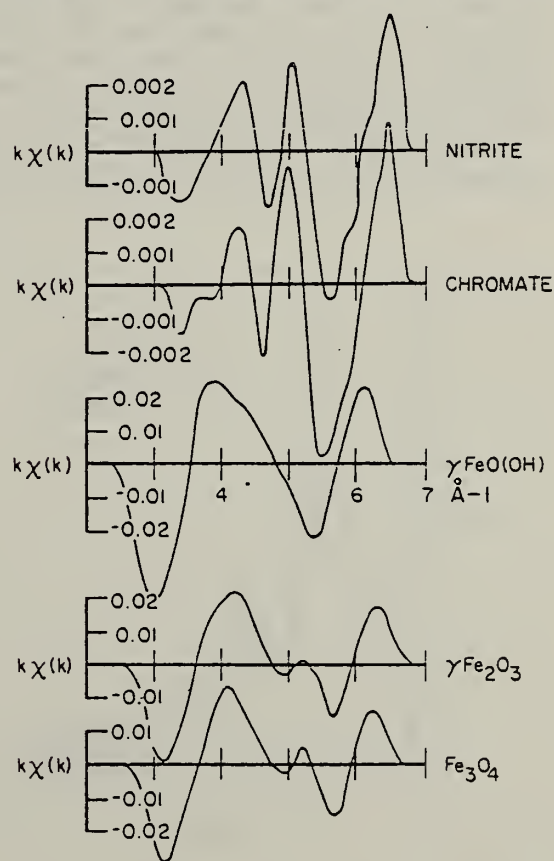 0.002
0.001
kχ(k)
NITRITE
-0.001
0.002
0.001
kχ(k)
CHROMATE
-0.001
-0.002
0.02
0.01
kχ(k)
γFeO(OH)
4 5 6 7 Å-1
-0.01
-0.02
0.02
0.01
kχ(k)
γFe₂O₃
-0.01
0.01
kχ(k)
Fe₃O₄
-0.01
-0.02